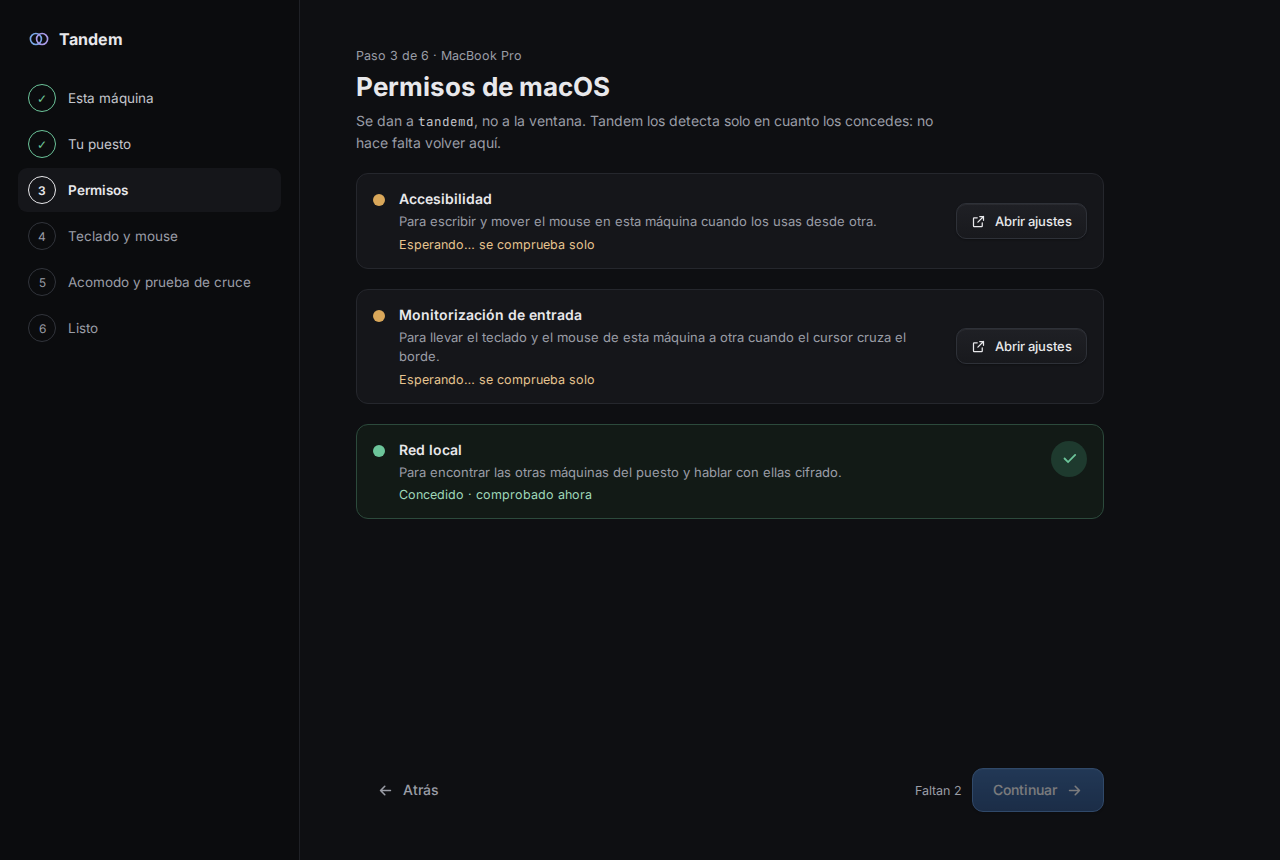 Tandem
✓ Esta máquina
✓ Tu puesto
3 Permisos
4 Teclado y mouse
5 Acomodo y prueba de cruce
6 Listo
Paso 3 de 6 · MacBook Pro
Permisos de macOS
Se dan a tandemd, no a la ventana. Tandem los detecta solo en cuanto los concedes: no
hace falta volver aquí.
Accesibilidad
Para escribir y mover el mouse en esta máquina cuando los usas desde otra.
Esperando… se comprueba solo
Abrir ajustes
Monitorización de entrada
Para llevar el teclado y el mouse de esta máquina a otra cuando el cursor cruza el
borde.
Esperando… se comprueba solo
Abrir ajustes
Red local
Para encontrar las otras máquinas del puesto y hablar con ellas cifrado.
Concedido · comprobado ahora
Atrás
Faltan 2
Continuar